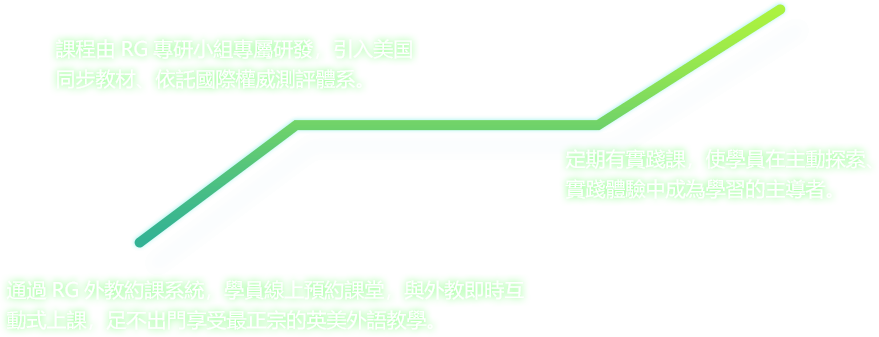 課程由 RG 專研小組專屬研發，引入美国
同步教材，依託國際權威測評體系。
定期有實踐課，使學員在主動探索、
實踐體驗中成為學習的主導者。
通過 RG 外教約課系統，學員線上預約課堂，與外教即時互
動式上課，足不出門享受最正宗的英美外語教學。